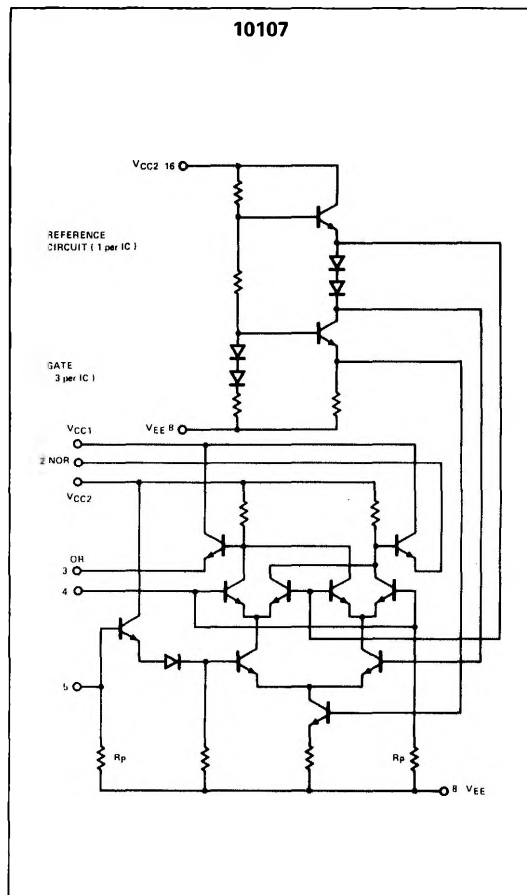 10107
VCC2 16
REFERENCE
CIRCUIT ( 1 per IC )
GATE
3 per IC )
VEE 8
VCC1
2 NOR
VCC2
OR
3
4
5
RP
RP
8 VEE